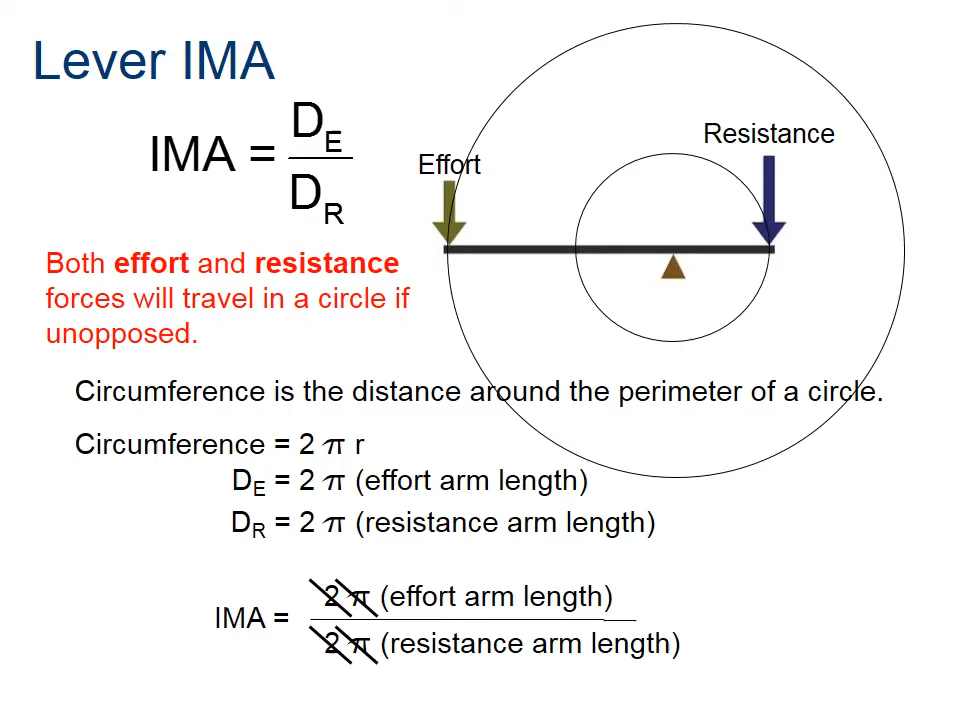 Lever IMA
IMA = D_E / D_R
Effort
Resistance
Both effort and resistance
forces will travel in a circle if
unopposed.
Circumference is the distance around the perimeter of a circle.
Circumference = 2 π r
D_E = 2 π (effort arm length)
D_R = 2 π (resistance arm length)
IMA = 2 π (effort arm length) / 2 π (resistance arm length)